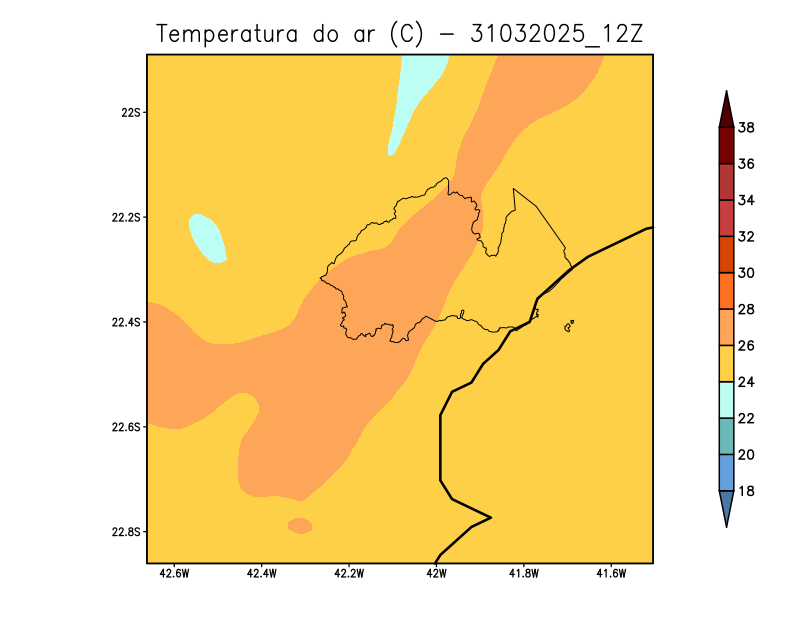 Temperatura do ar (C) - 31032025_12Z
22S
22.2S
22.4S
22.6S
22.8S
42.6W
42.4W
42.2W
42W
41.8W
41.6W
38
36
34
32
30
28
26
24
22
20
18